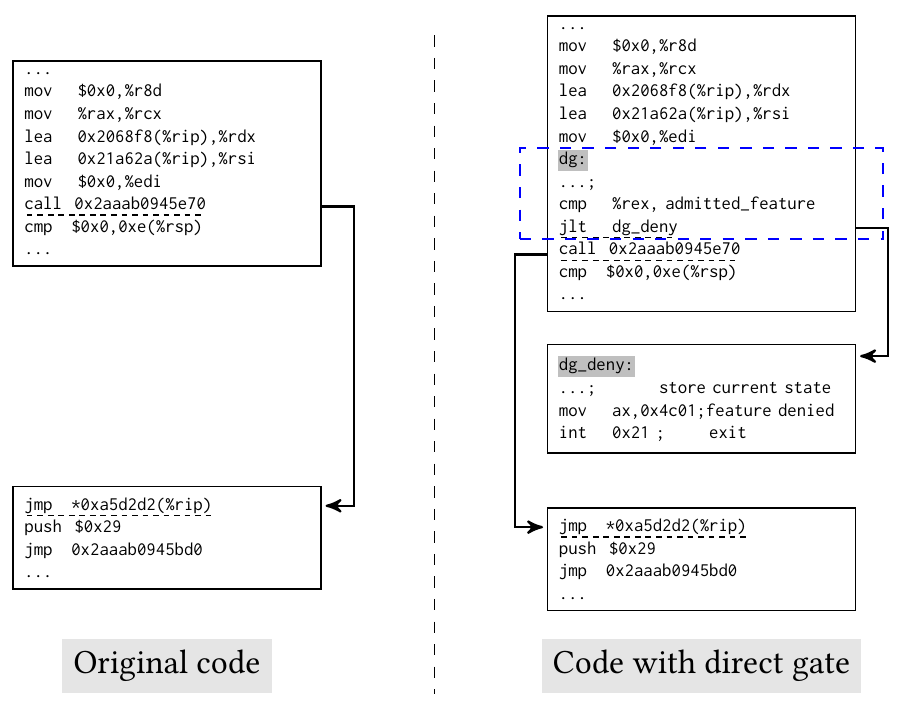 ...
mov $0x0,%r8d
mov %rax,%rcx
lea 0x2068f8(%rip),%rdx
lea 0x21a62a(%rip),%rsi
mov $0x0,%edi
call 0x2aaab0945e70
cmp $0x0,0xe(%rsp)
...
jmp *0xa5d2d2(%rip)
push $0x29
jmp 0x2aaab0945bd0
...
Original code
...
mov $0x0,%r8d
mov %rax,%rcx
lea 0x2068f8(%rip),%rdx
lea 0x21a62a(%rip),%rsi
mov $0x0,%edi
dg:
...;
cmp %rex, admitted_feature
jlt dg_deny
call 0x2aaab0945e70
cmp $0x0,0xe(%rsp)
...
dg_deny:
...; store current state
mov ax,0x4c01;feature denied
int 0x21 ; exit
jmp *0xa5d2d2(%rip)
push $0x29
jmp 0x2aaab0945bd0
...
Code with direct gate